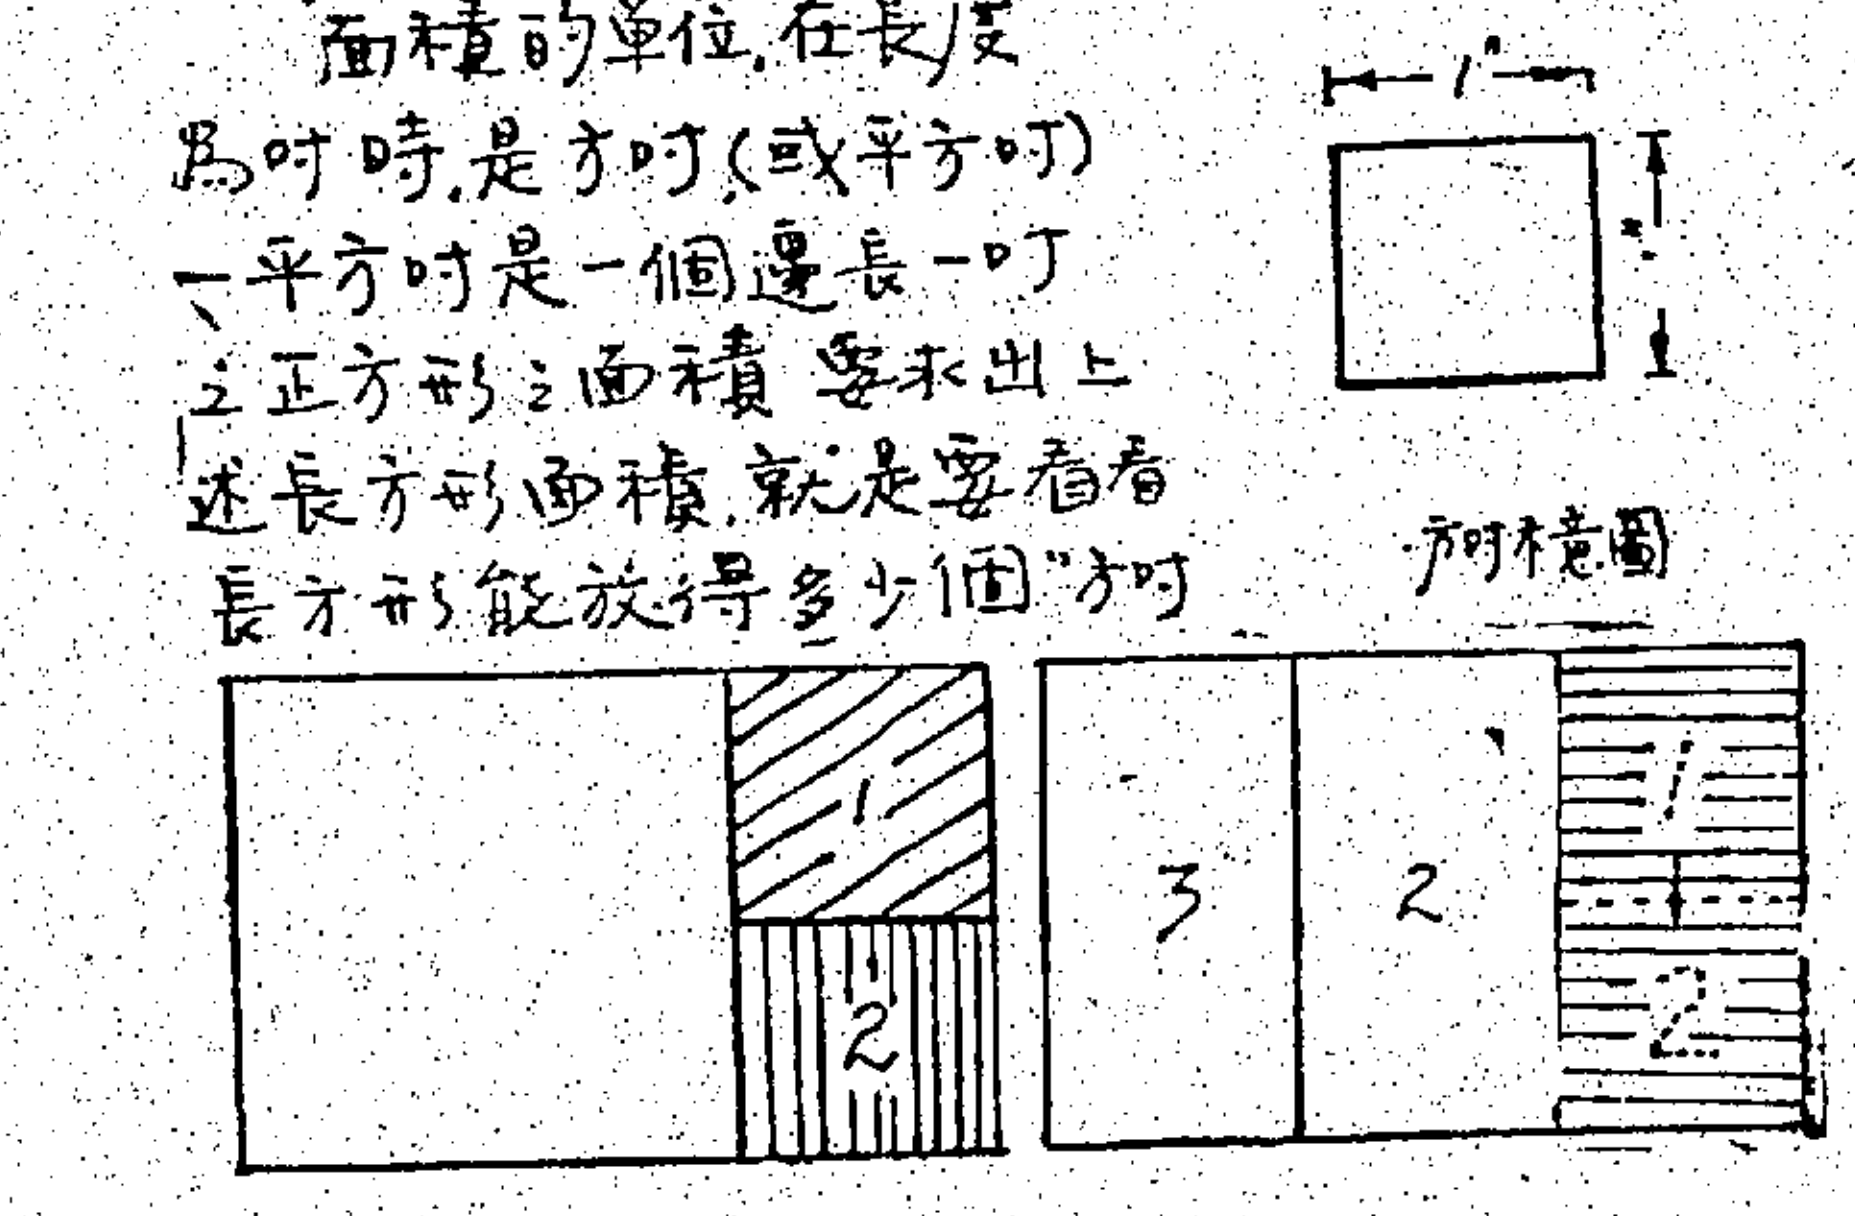 面積的單位.在長度
為吋時.是方吋.(或平方吋)
一平方吋是一個邊長一吋
之正方形之面積 要求出上
述長方形面積.就是要看看
長方形能放得多少個"方吋
1"
1"
方吋示意圖
1
2
3
2
1
2